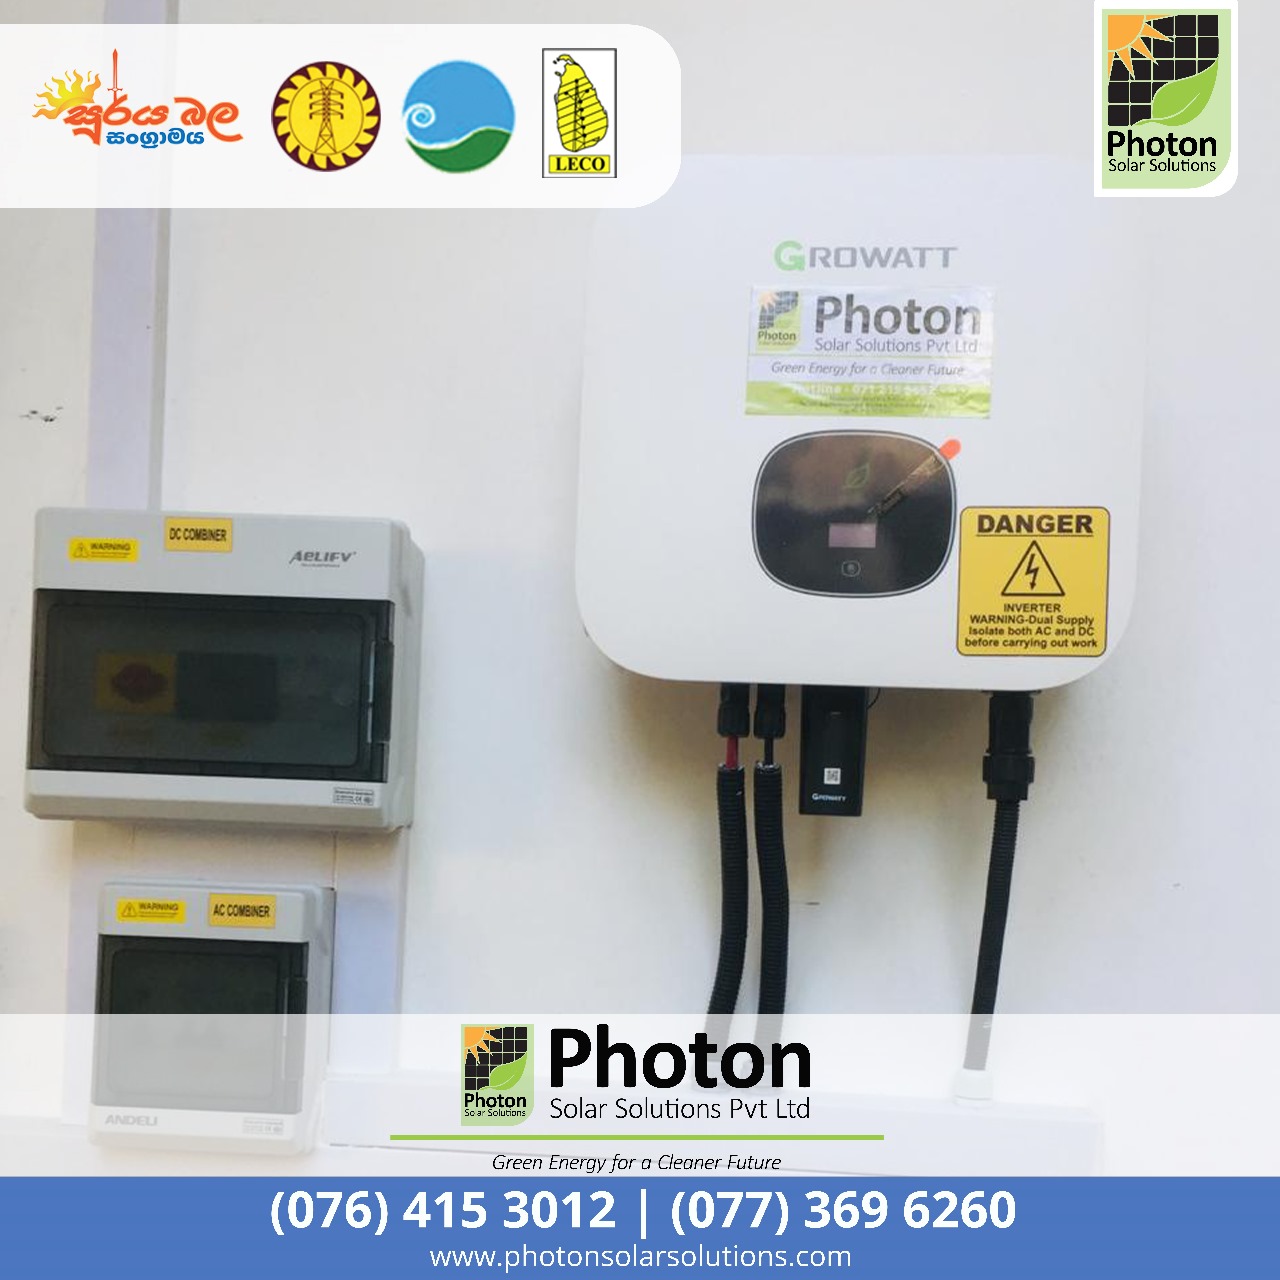 සූරිය බල
සංග්‍රාමය
LECO
Photon
Solar Solutions
GROWATT
Photon
Solar Solutions Pvt Ltd
Photon
Green Energy for a Cleaner Future
DANGER
INVERTER
WARNING-Dual Supply
Isolate both AC and DC
before carrying out work
GROWATT
WARNING
DC COMBINER
AELIFY
WARNING
AC COMBINER
ANDELI
Photon
Solar Solutions Pvt Ltd
Photon
Solar Solutions
Green Energy for a Cleaner Future
(076) 415 3012 | (077) 369 6260
www.photonsolarsolutions.com